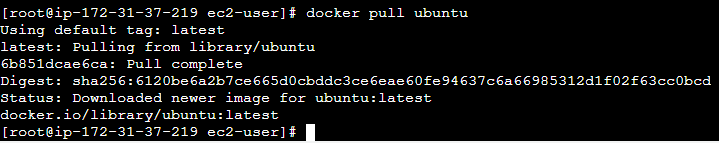 [root@ip-172-31-37-219 ec2-user]# docker pull ubuntu
Using default tag: latest
latest: Pulling from library/ubuntu
6b851dcae6ca: Pull complete
Digest: sha256:6120be6a2b7ce665d0cbddc3ce6eae60fe94637c6a66985312d1f02f63cc0bcd
Status: Downloaded newer image for ubuntu:latest
docker.io/library/ubuntu:latest
[root@ip-172-31-37-219 ec2-user]#